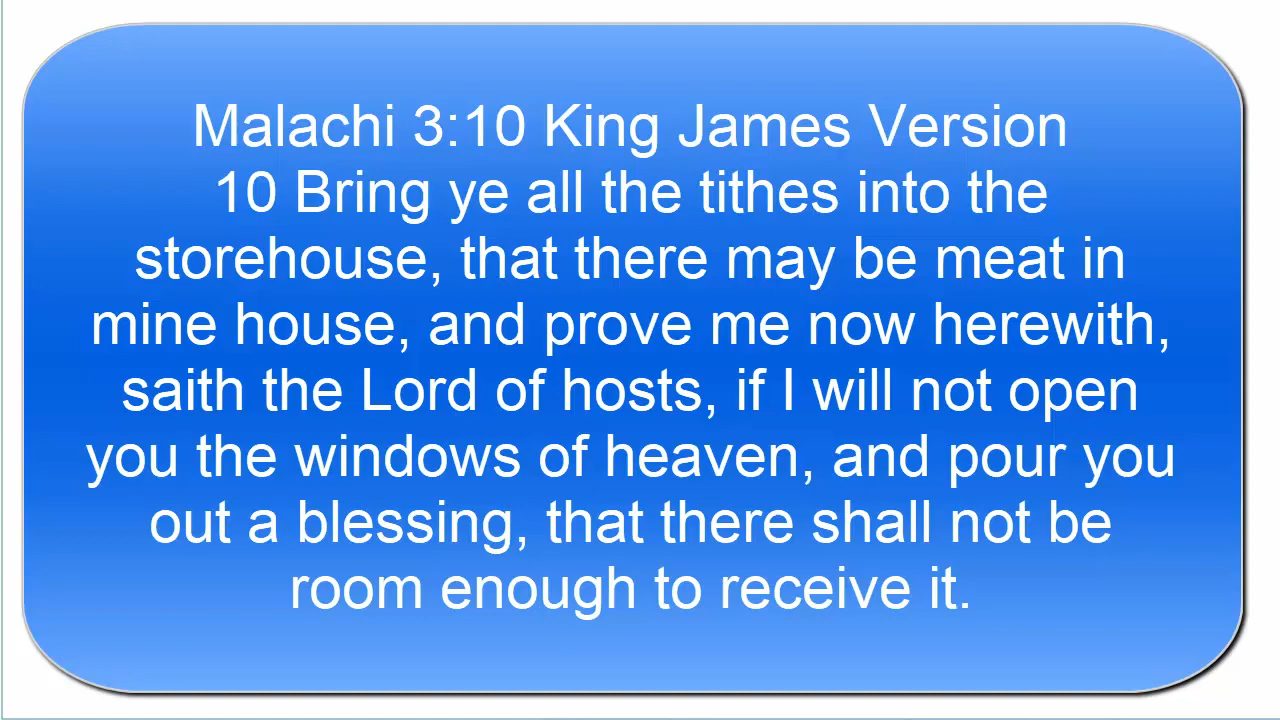 Malachi 3:10 King James Version
10 Bring ye all the tithes into the
storehouse, that there may be meat in
mine house, and prove me now herewith,
saith the Lord of hosts, if I will not open
you the windows of heaven, and pour you
out a blessing, that there shall not be
room enough to receive it.